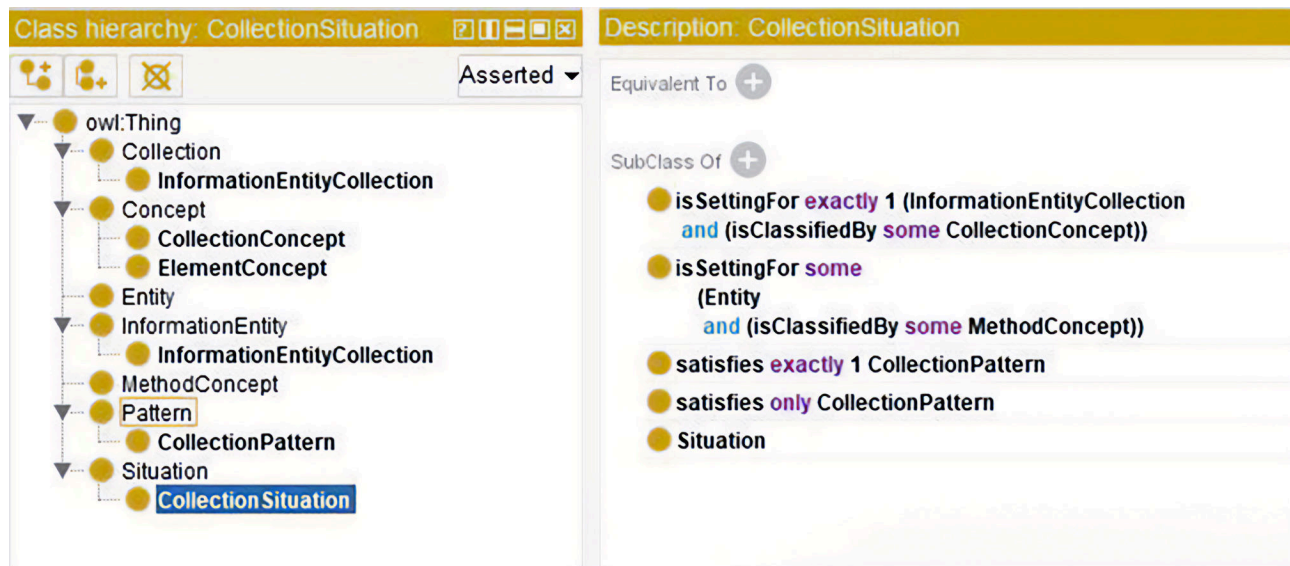 Class hierarchy: CollectionSituation
Asserted
owl:Thing
Collection
InformationEntityCollection
Concept
CollectionConcept
ElementConcept
Entity
InformationEntity
InformationEntityCollection
MethodConcept
Pattern
CollectionPattern
Situation
CollectionSituation
Description: CollectionSituation
Equivalent To
SubClass Of
isSettingFor exactly 1 (InformationEntityCollection
and (isClassifiedBy some CollectionConcept))
isSettingFor some
(Entity
and (isClassifiedBy some MethodConcept))
satisfies exactly 1 CollectionPattern
satisfies only CollectionPattern
Situation